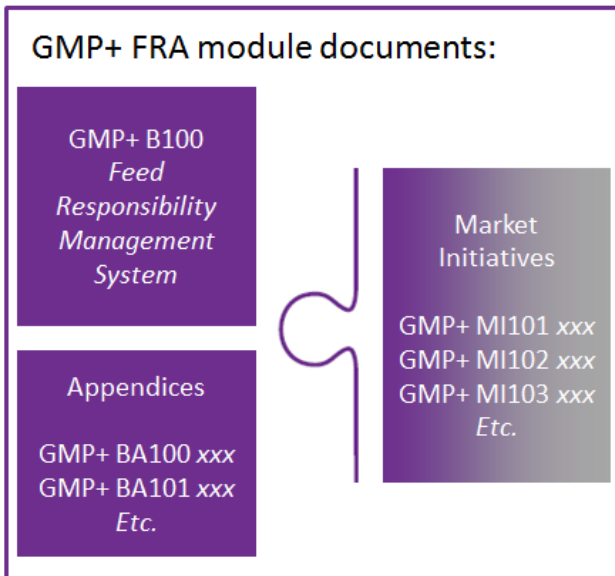 GMP+ FRA module documents:
GMP+ B100
Feed
Responsibility
Management
System
Appendices
GMP+ BA100 xxx
GMP+ BA101 xxx
Etc.
Market
Initiatives
GMP+ MI101 xxx
GMP+ MI102 xxx
GMP+ MI103 xxx
Etc.